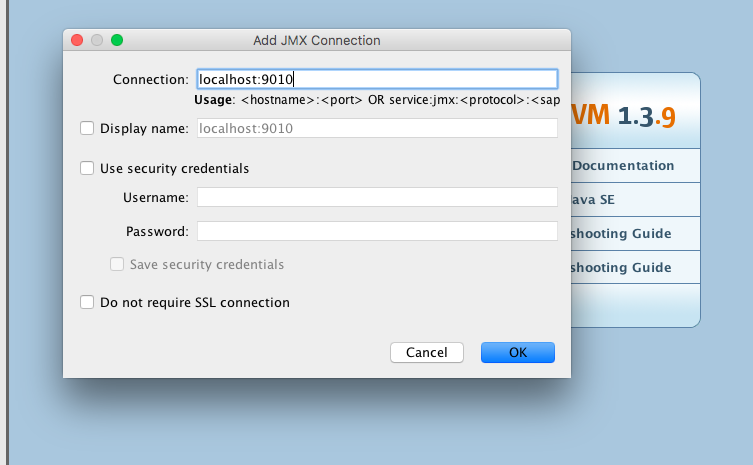 Add JMX Connection
Connection: localhost:9010
Usage: <hostname>:<port> OR service:jmx:<protocol>:<sap
Display name: localhost:9010
Use security credentials
Username:
Password:
Save security credentials
Do not require SSL connection
Cancel OK
VM 1.3.9
Documentation
ava SE
shooting Guide
shooting Guide